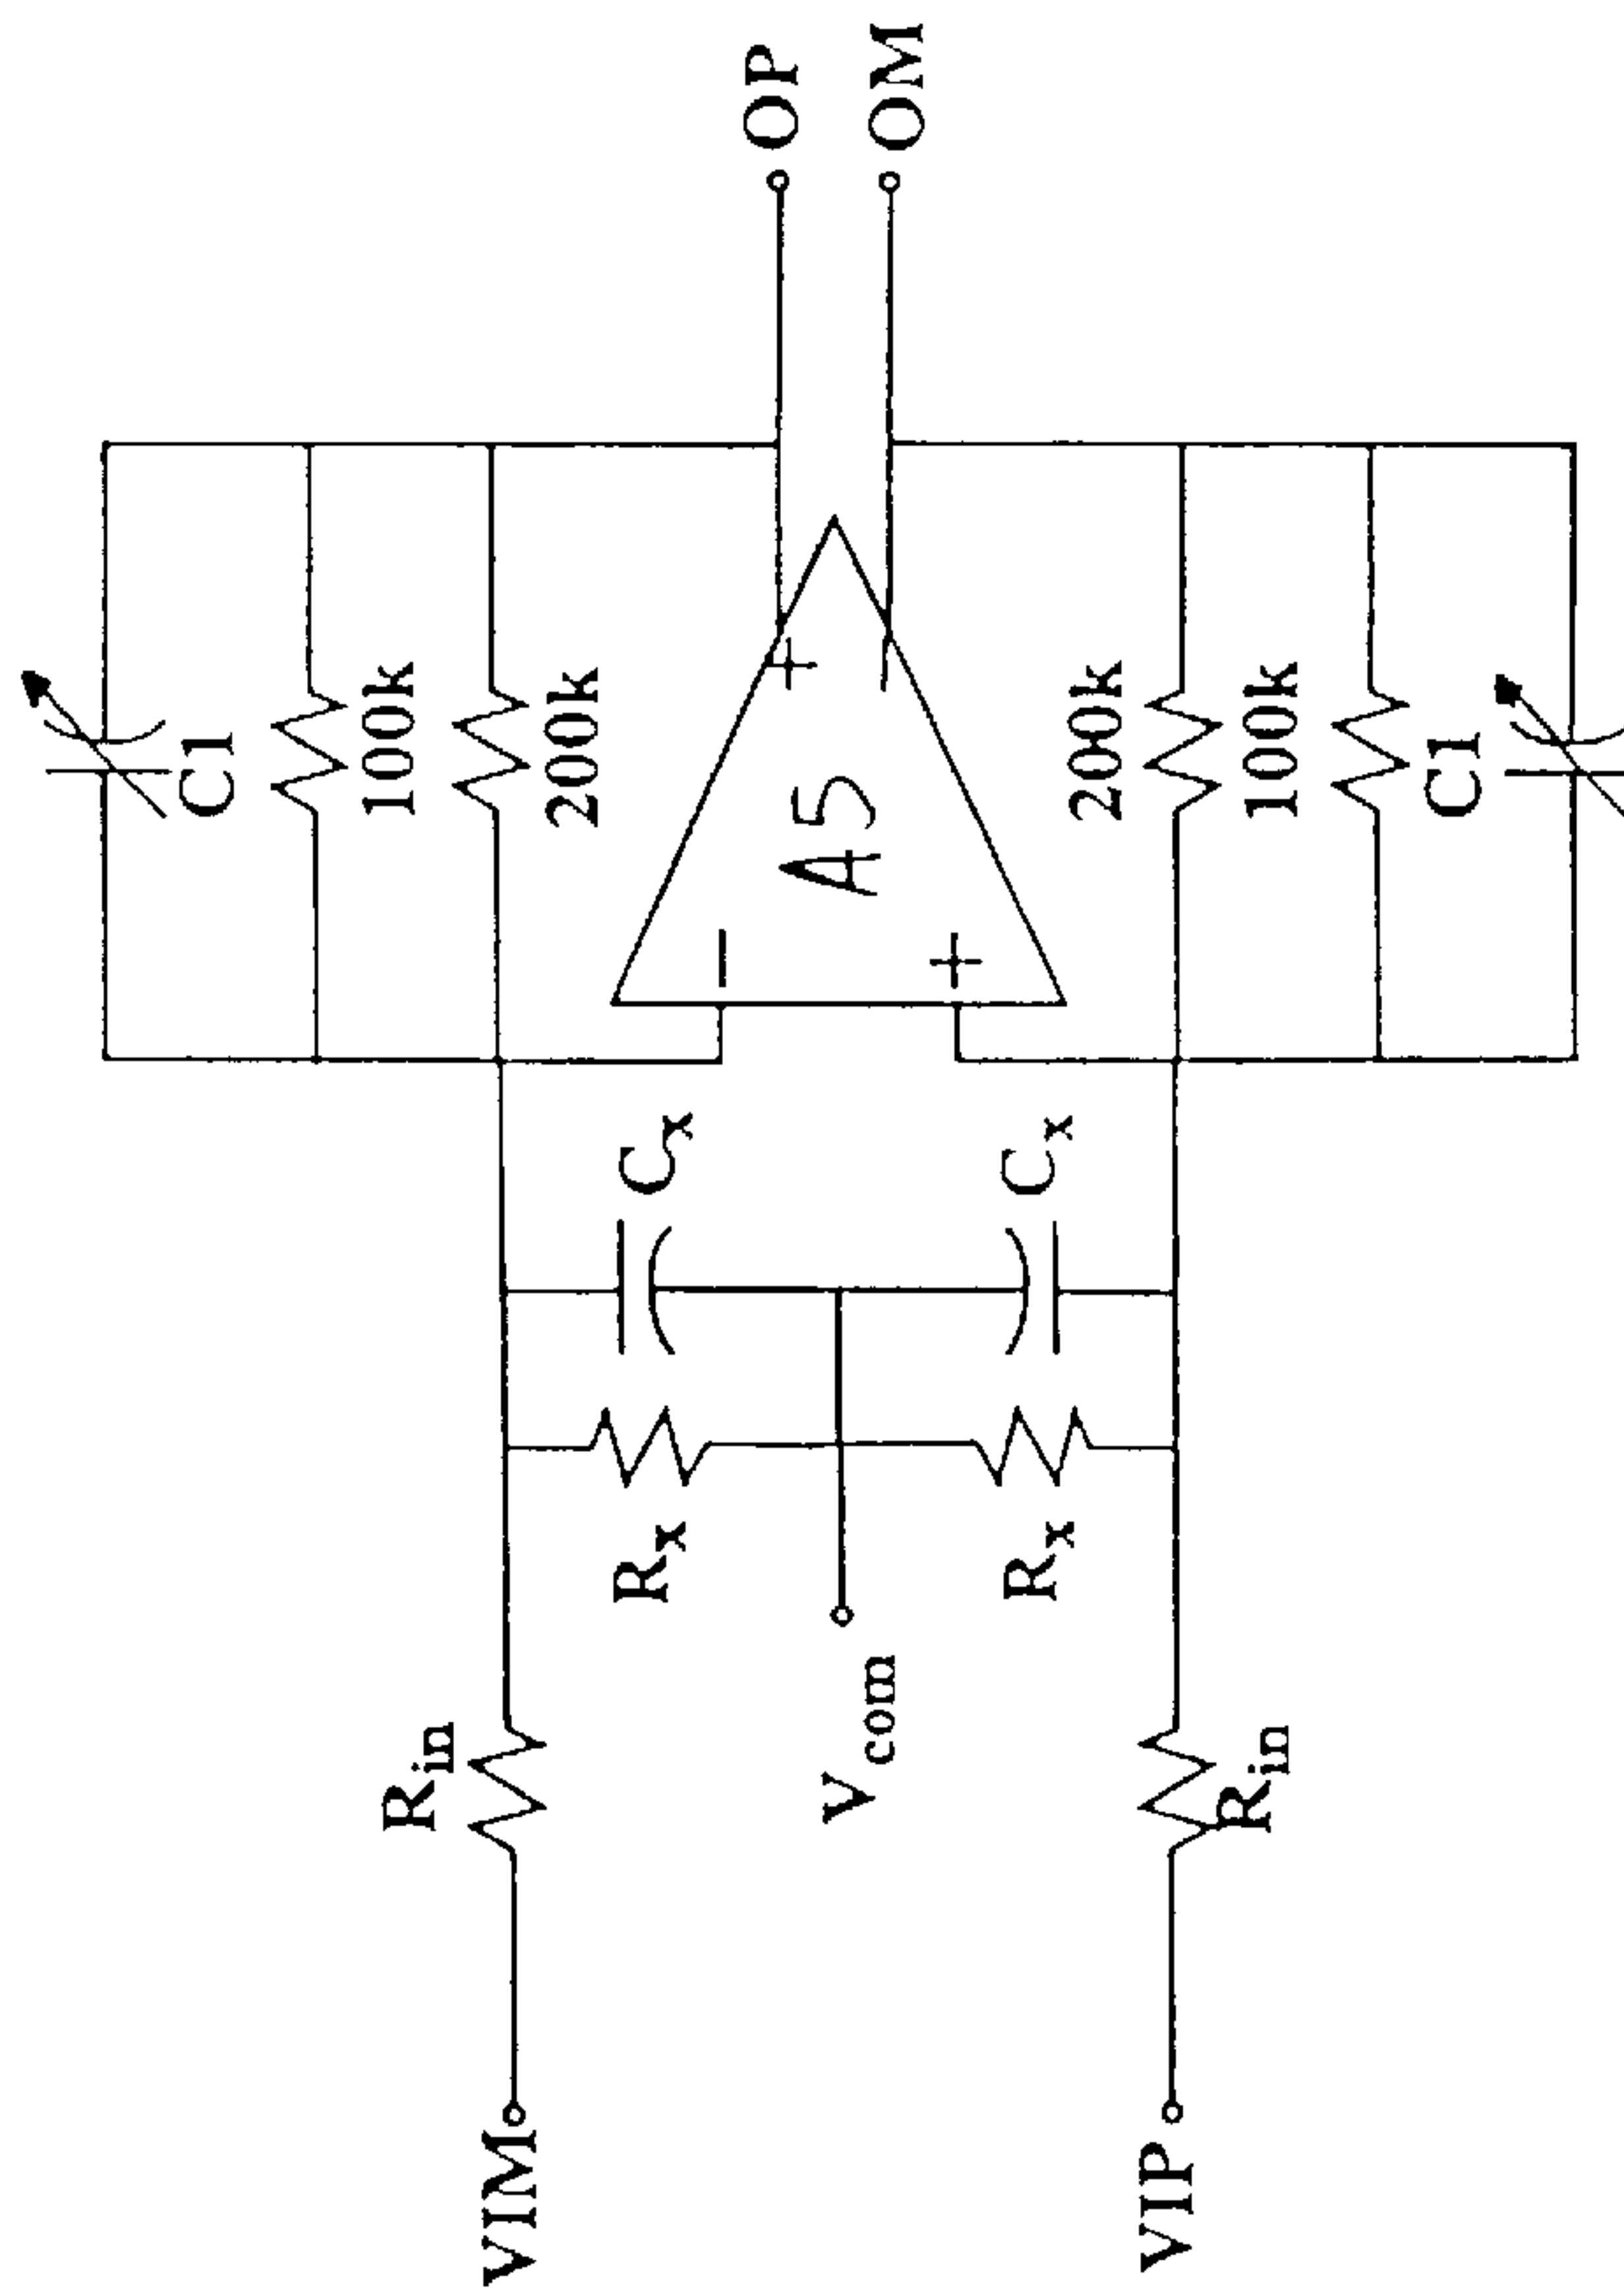 C1
100k
200k
OP
OM
A5
−
+
+
−
200k
100k
C1
Cx
Cx
Rx
Rx
Rin
Vcom
Rin
VIM
VIP